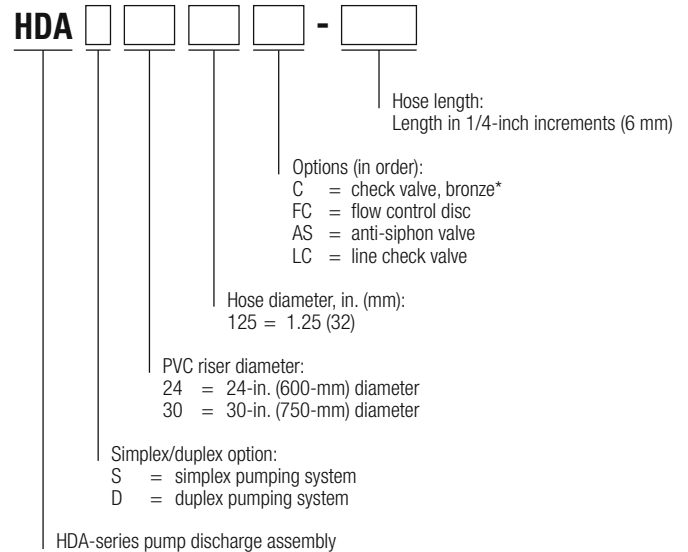 HDA -
Hose length:
Length in 1/4-inch increments (6 mm)
Options (in order):
C = check valve, bronze*
FC = flow control disc
AS = anti-siphon valve
LC = line check valve
Hose diameter, in. (mm):
125 = 1.25 (32)
PVC riser diameter:
24 = 24-in. (600-mm) diameter
30 = 30-in. (750-mm) diameter
Simplex/duplex option:
S = simplex pumping system
D = duplex pumping system
HDA-series pump discharge assembly